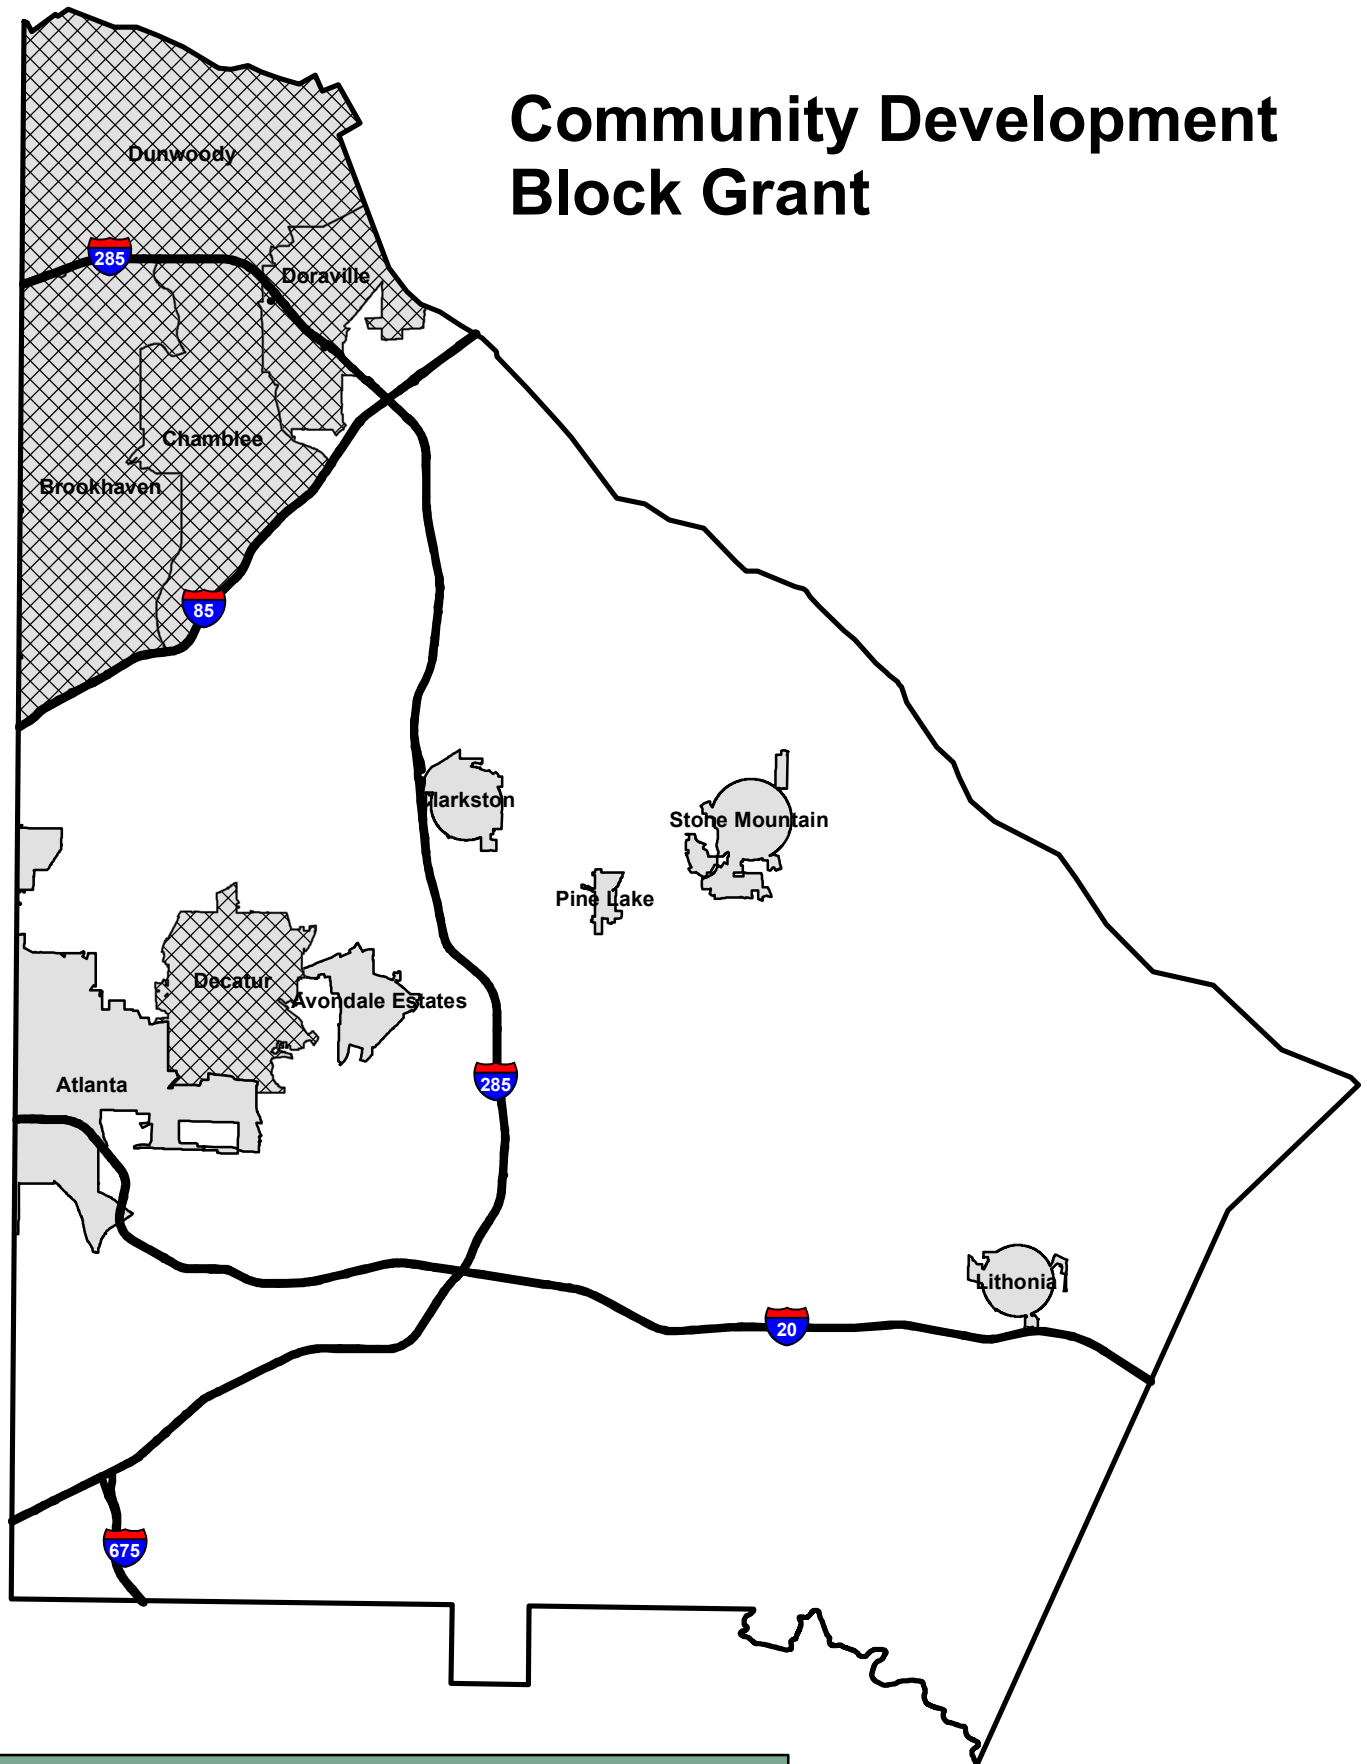 Community Development
Block Grant
Dunwoody
285
Doraville
Chamblee
Brookhaven
85
Clarkston
Stone Mountain
Pine Lake
Decatur
Avondale Estates
Atlanta
285
Lithonia
20
675